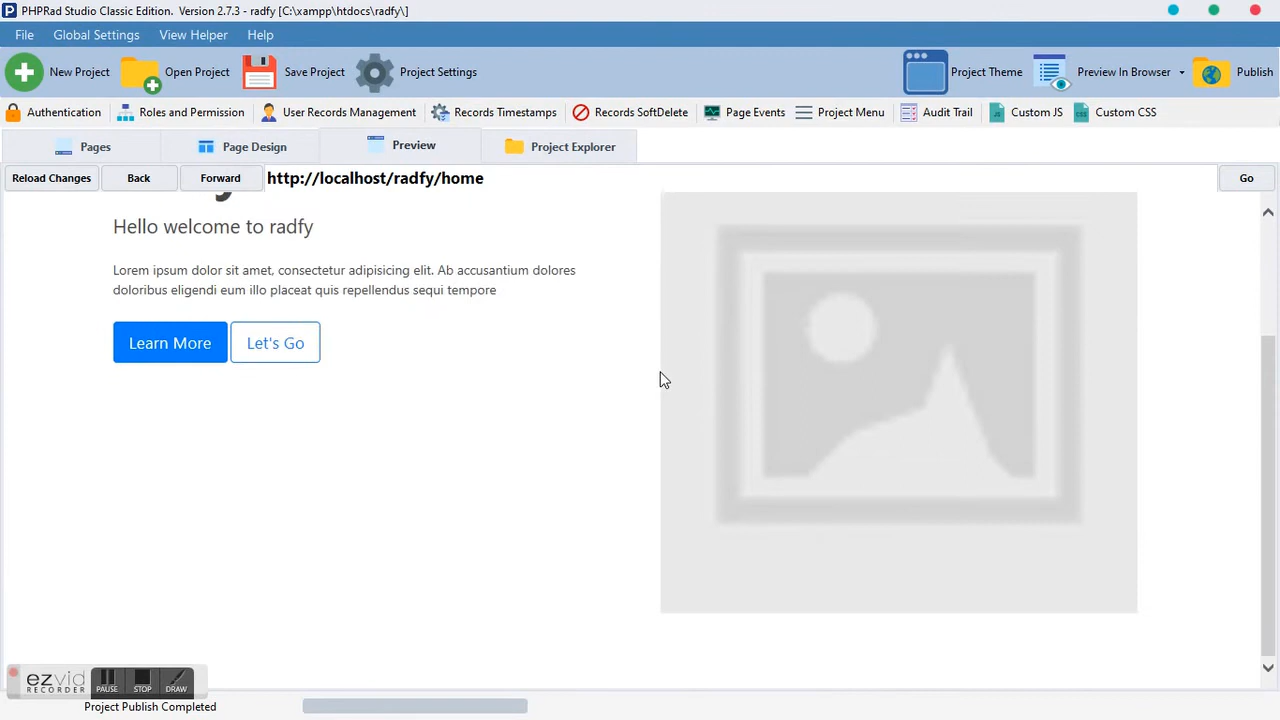 PHPRad Studio Classic Edition. Version 2.7.3 - radfy [C:\xampp\htdocs\radfy\]
File Global Settings View Helper Help
New Project Open Project Save Project Project Settings Project Theme Preview In Browser Publish
Authentication Roles and Permission User Records Management Records Timestamps Records SoftDelete Page Events Project Menu Audit Trail Custom JS Custom CSS
Pages Page Design Preview Project Explorer
Reload Changes Back Forward http://localhost/radfy/home Go
Hello welcome to radfy
Lorem ipsum dolor sit amet, consectetur adipisicing elit. Ab accusantium dolores
doloribus eligendi eum illo placeat quis repellendus sequi tempore
Learn More Let's Go
ezvid
RECORDER PAUSE STOP DRAW
Project Publish Completed